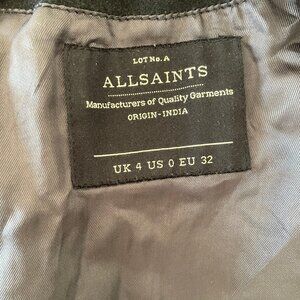 LOT No. A
ALLSAINTS
Manufacturers of Quality Garments
ORIGIN-INDIA
UK 4 US 0 EU 32